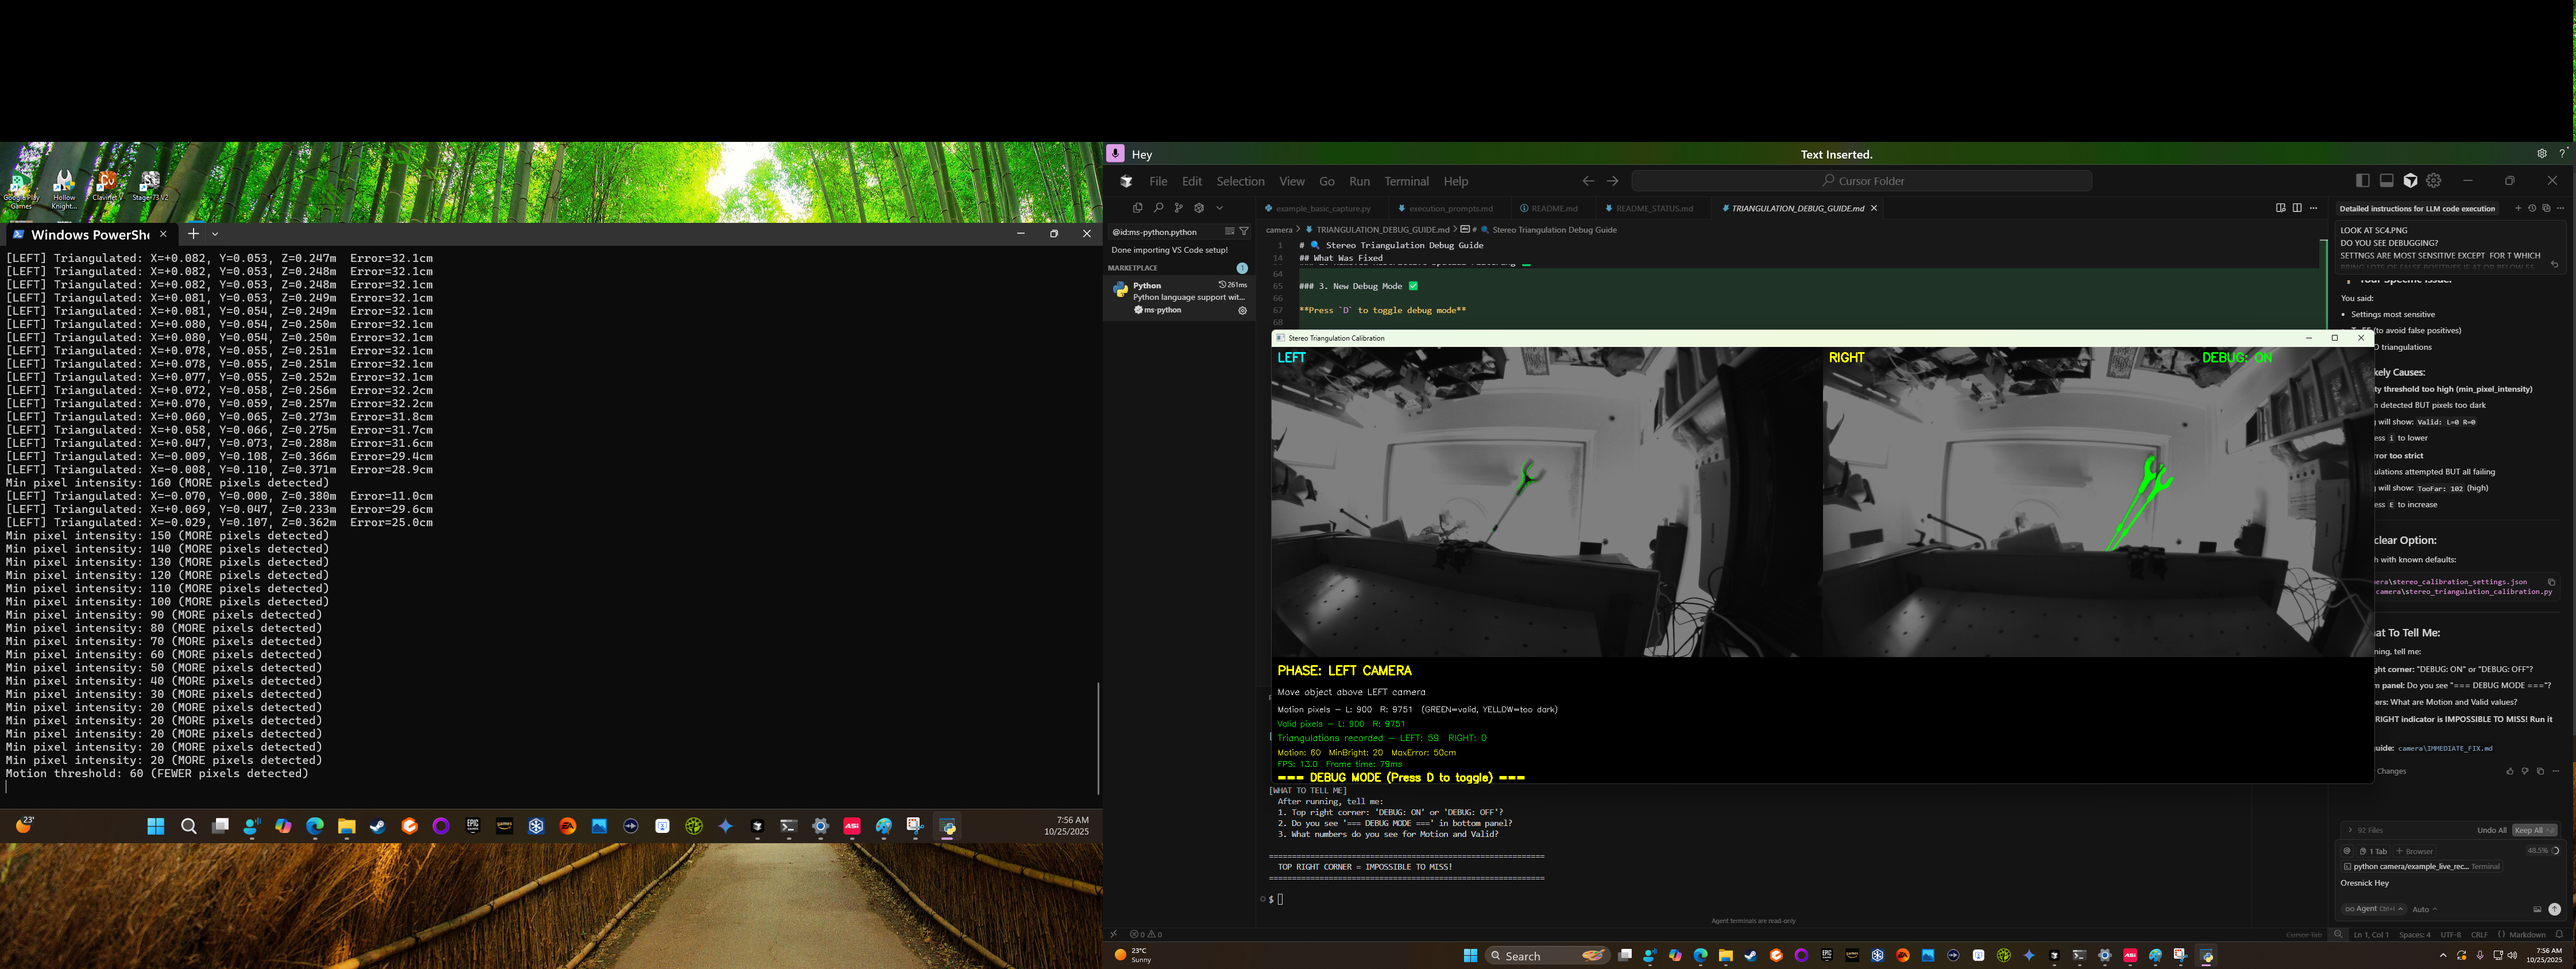 Hey
Text Inserted.
Google Play Games
Hollow Knight...
Clavinet V
Stage-73 V2
Windows PowerShe
[LEFT] Triangulated: X=+0.082, Y=0.053, Z=0.247m  Error=32.1cm
[LEFT] Triangulated: X=+0.082, Y=0.053, Z=0.248m  Error=32.1cm
[LEFT] Triangulated: X=+0.082, Y=0.053, Z=0.248m  Error=32.1cm
[LEFT] Triangulated: X=+0.081, Y=0.053, Z=0.249m  Error=32.1cm
[LEFT] Triangulated: X=+0.081, Y=0.054, Z=0.249m  Error=32.1cm
[LEFT] Triangulated: X=+0.080, Y=0.054, Z=0.250m  Error=32.1cm
[LEFT] Triangulated: X=+0.080, Y=0.054, Z=0.250m  Error=32.1cm
[LEFT] Triangulated: X=+0.078, Y=0.055, Z=0.251m  Error=32.1cm
[LEFT] Triangulated: X=+0.078, Y=0.055, Z=0.251m  Error=32.1cm
[LEFT] Triangulated: X=+0.077, Y=0.055, Z=0.252m  Error=32.1cm
[LEFT] Triangulated: X=+0.072, Y=0.058, Z=0.256m  Error=32.2cm
[LEFT] Triangulated: X=+0.070, Y=0.059, Z=0.257m  Error=32.2cm
[LEFT] Triangulated: X=+0.060, Y=0.065, Z=0.273m  Error=31.8cm
[LEFT] Triangulated: X=+0.058, Y=0.066, Z=0.275m  Error=31.7cm
[LEFT] Triangulated: X=+0.047, Y=0.073, Z=0.288m  Error=31.6cm
[LEFT] Triangulated: X=-0.009, Y=0.108, Z=0.366m  Error=29.4cm
[LEFT] Triangulated: X=-0.008, Y=0.110, Z=0.371m  Error=28.9cm
Min pixel intensity: 160 (MORE pixels detected)
[LEFT] Triangulated: X=-0.070, Y=0.000, Z=0.380m  Error=11.0cm
[LEFT] Triangulated: X=+0.069, Y=0.047, Z=0.233m  Error=29.6cm
[LEFT] Triangulated: X=-0.029, Y=0.107, Z=0.362m  Error=25.0cm
Min pixel intensity: 150 (MORE pixels detected)
Min pixel intensity: 140 (MORE pixels detected)
Min pixel intensity: 130 (MORE pixels detected)
Min pixel intensity: 120 (MORE pixels detected)
Min pixel intensity: 110 (MORE pixels detected)
Min pixel intensity: 100 (MORE pixels detected)
Min pixel intensity: 90 (MORE pixels detected)
Min pixel intensity: 80 (MORE pixels detected)
Min pixel intensity: 70 (MORE pixels detected)
Min pixel intensity: 60 (MORE pixels detected)
Min pixel intensity: 50 (MORE pixels detected)
Min pixel intensity: 40 (MORE pixels detected)
Min pixel intensity: 30 (MORE pixels detected)
Min pixel intensity: 20 (MORE pixels detected)
Min pixel intensity: 20 (MORE pixels detected)
Min pixel intensity: 20 (MORE pixels detected)
Min pixel intensity: 20 (MORE pixels detected)
Min pixel intensity: 20 (MORE pixels detected)
Motion threshold: 60 (FEWER pixels detected)
23°
7:56 AM
10/25/2025
File Edit Selection View Go Run Terminal Help
Cursor Folder
@id:ms-python.python
Done importing VS Code setup!
MARKETPLACE 1
Python 261ms
Python language support wit...
ms-python
example_basic_capture.py
execution_prompts.md
README.md
README_STATUS.md
TRIANGULATION_DEBUG_GUIDE.md
camera > TRIANGULATION_DEBUG_GUIDE.md > # 🔍 Stereo Triangulation Debug Guide
1 # 🔍 Stereo Triangulation Debug Guide
14 ## What Was Fixed
64
65 ### 3. New Debug Mode ✅
66
67 **Press `D` to toggle debug mode**
68
Stereo Triangulation Calibration
LEFT
RIGHT
DEBUG: ON
PHASE: LEFT CAMERA
Move object above LEFT camera
Motion pixels - L: 900  R: 9751  (GREEN=valid, YELLOW=too dark)
Valid pixels - L: 900  R: 9751
Triangulations recorded - LEFT: 59  RIGHT: 0
Motion: 60  MinBright: 20  MaxError: 50cm
FPS: 13.0  Frame time: 79ms
=== DEBUG MODE (Press D to toggle) ===
[WHAT TO TELL ME]
After running, tell me:
1. Top right corner: 'DEBUG: ON' or 'DEBUG: OFF'?
2. Do you see '=== DEBUG MODE ===' in bottom panel?
3. What numbers do you see for Motion and Valid?
============================================================
TOP RIGHT CORNER = IMPOSSIBLE TO MISS!
============================================================
$
Agent terminals are read-only
Detailed instructions for LLM code execution
LOOK AT SC4.PNG
DO YOU SEE DEBUGGING?
SETTNGS ARE MOST SENSITIVE EXCEPT  FOR T WHICH
You said:
Settings most sensitive
(to avoid false positives)
triangulations
kely Causes:
ty threshold too high (min_pixel_intensity)
detected BUT pixels too dark
will show: Valid: L=0 R=0
ess i to lower
rror too strict
ulations attempted BUT all failing
g will show: TooFar: 102 (high)
ess E to increase
clear Option:
h with known defaults:
era\stereo_calibration_settings.json
camera\stereo_triangulation_calibration.py
at To Tell Me:
ning, tell me:
ght corner: "DEBUG: ON" or "DEBUG: OFF"?
m panel: Do you see "=== DEBUG MODE ==="?
ers: What are Motion and Valid values?
RIGHT indicator is IMPOSSIBLE TO MISS! Run it
uide: camera\IMMEDIATE_FIX.md
Changes
92 Files Undo All Keep All
1 Tab Browser 48.5%
python camera/example_live_rec... Terminal
Oresnick Hey
Agent Ctrl+I Auto
0 0
Cursor Tab Ln 1, Col 1 Spaces: 4 UTF-8 CRLF Markdown
23°C
Sunny
Search
7:56 AM
10/25/2025